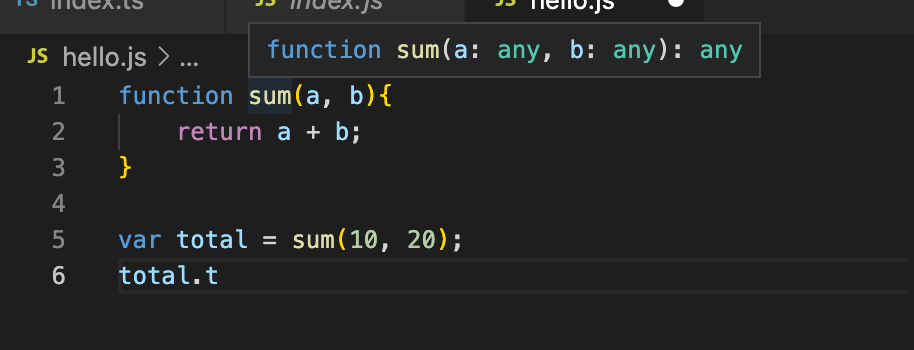 TS index.ts JS index.js JS hello.js
function sum(a: any, b: any): any
JS hello.js > ...
1 function sum(a, b){
2 return a + b;
3 }
4
5 var total = sum(10, 20);
6 total.t